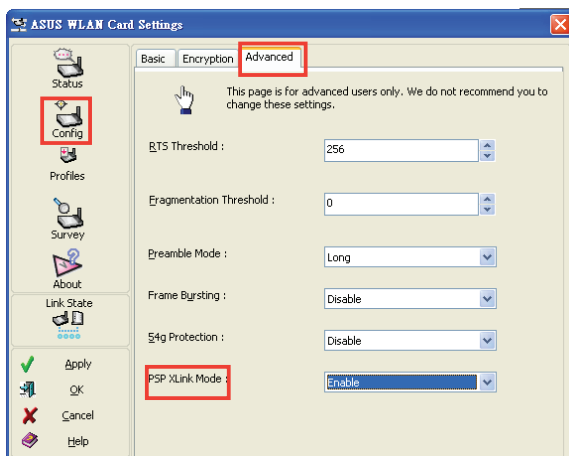 ASUS WLAN Card Settings
Status
Config
Profiles
Survey
About
Link State
Apply
OK
Cancel
Help
Basic
Encryption
Advanced
This page is for advanced users only. We do not recommend you to
change these settings.
RTS Threshold :
256
Fragmentation Threshold :
0
Preamble Mode :
Long
Frame Bursting :
Disable
54g Protection :
Disable
PSP XLink Mode :
Enable